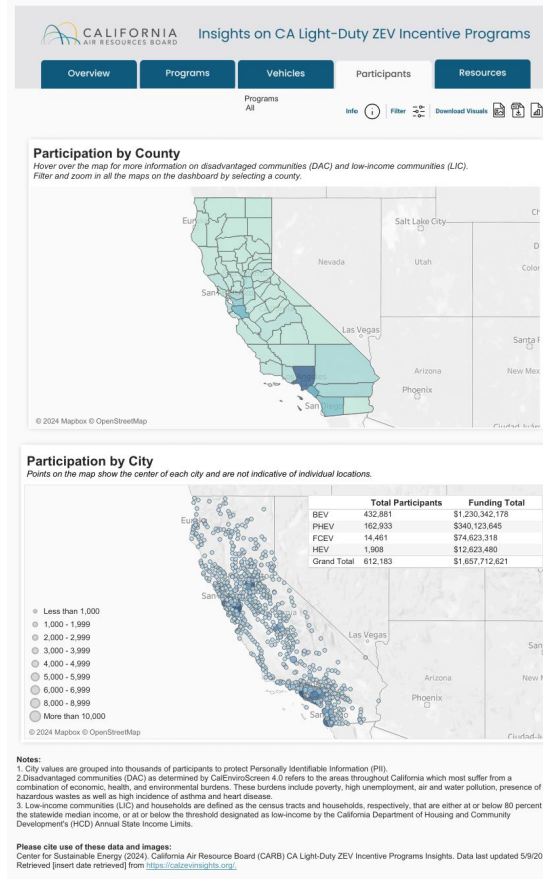 CALIFORNIA
AIR RESOURCES BOARD
Insights on CA Light-Duty ZEV Incentive Programs
Overview
Programs
Vehicles
Participants
Resources
Programs
All
Info
Filter
Download Visuals
Participation by County
Hover over the map for more information on disadvantaged communities (DAC) and low-income communities (LIC).
Filter and zoom in all the maps on the dashboard by selecting a county.
Salt Lake City
Ch
D
Nevada
Utah
Color
San
Las Vegas
Santa F
Arizona
New Mex
Phoenix
San Diego
Ciudad Juáre
© 2024 Mapbox © OpenStreetMap
Participation by City
Points on the map show the center of each city and are not indicative of individual locations.
Total Participants Funding Total
BEV 432,881 $1,230,342,178
PHEV 162,933 $340,123,645
FCEV 14,461 $74,623,318
HEV 1,908 $12,623,480
Grand Total 612,183 $1,657,712,621
Eureka
San
Las Vegas
San
Arizona
New M
Phoenix
San
Ciudad Ju
Less than 1,000
1,000 - 1,999
2,000 - 2,999
3,000 - 3,999
4,000 - 4,999
5,000 - 5,999
6,000 - 6,999
8,000 - 8,999
More than 10,000
© 2024 Mapbox © OpenStreetMap
Notes:
1. City values are grouped into thousands of participants to protect Personally Identifiable Information (PII).
2.Disadvantaged communities (DAC) as determined by CalEnviroScreen 4.0 refers to the areas throughout California which most suffer from a
combination of economic, health, and environmental burdens. These burdens include poverty, high unemployment, air and water pollution, presence of
hazardous wastes as well as high incidence of asthma and heart disease.
3. Low-income communities (LIC) and households are defined as the census tracts and households, respectively, that are either at or below 80 percent
the statewide median income, or at or below the threshold designated as low-income by the California Department of Housing and Community
Development's (HCD) Annual State Income Limits.
Please cite use of these data and images:
Center for Sustainable Energy (2024). California Air Resource Board (CARB) CA Light-Duty ZEV Incentive Programs Insights. Data last updated 5/9/20
Retrieved [insert date retrieved] from https://calzevinsights.org/.